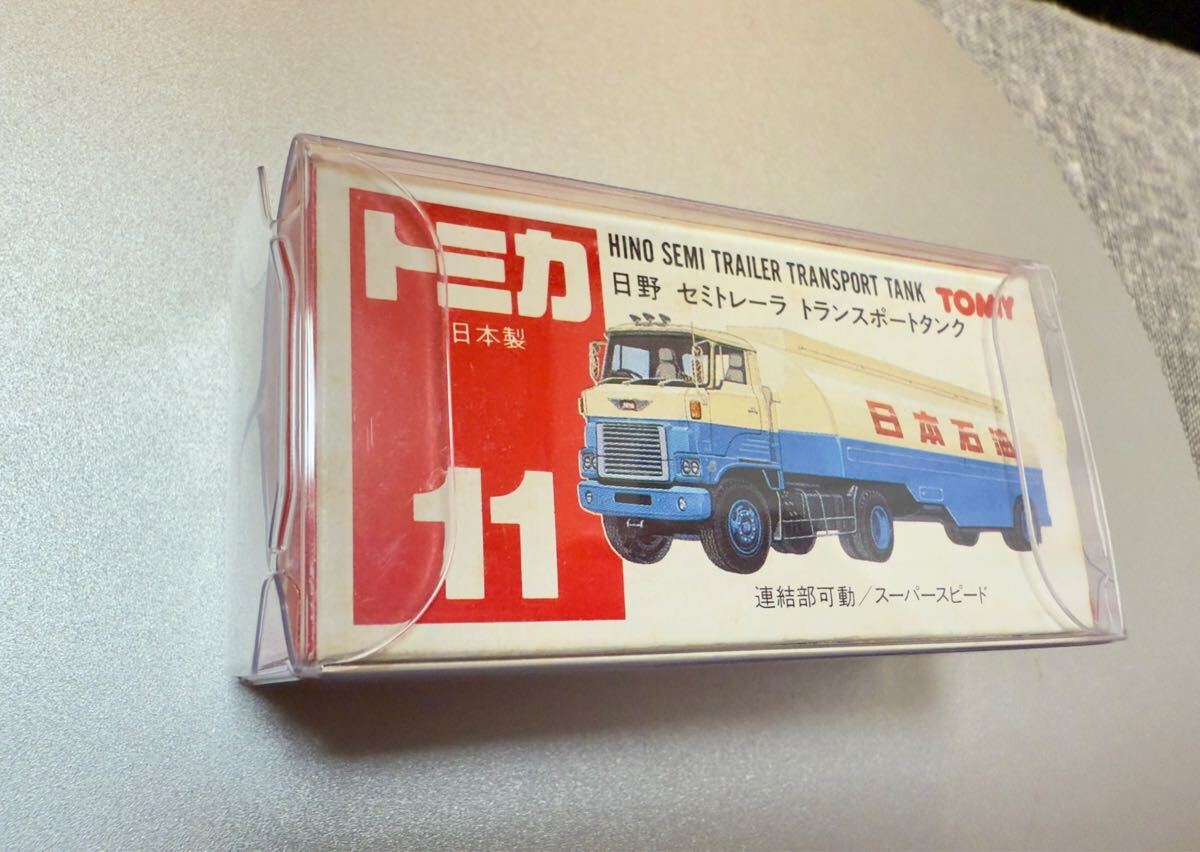 トミカ
日本製
11
HINO SEMI TRAILER TRANSPORT TANK
日野 セミトレーラ トランスポートタンク
TOMY
日本石油
連結部可動/スーパースピード